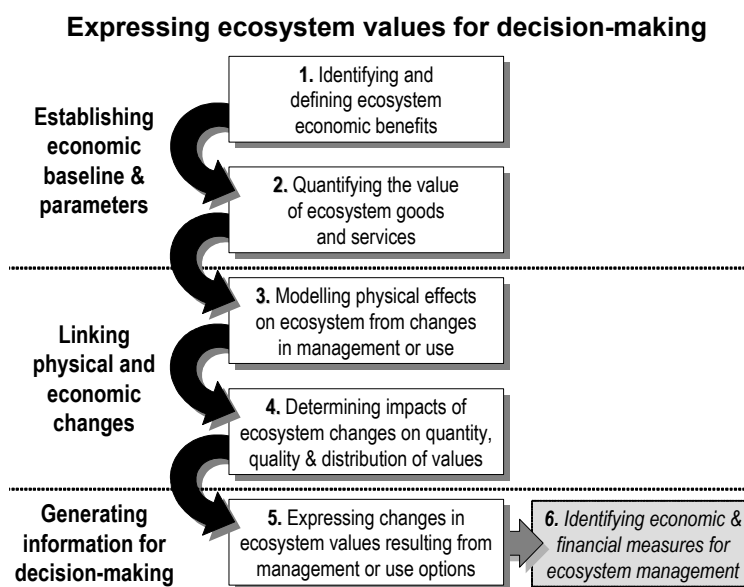 Expressing ecosystem values for decision-making
Establishing
economic
baseline &
parameters
1. Identifying and
defining ecosystem
economic benefits
2. Quantifying the value
of ecosystem goods
and services
Linking
physical and
economic
changes
3. Modelling physical effects
on ecosystem from changes
in management or use
4. Determining impacts of
ecosystem changes on quantity,
quality & distribution of values
Generating
information for
decision-making
5. Expressing changes in
ecosystem values resulting from
management or use options
6. Identifying economic &
financial measures for
ecosystem management